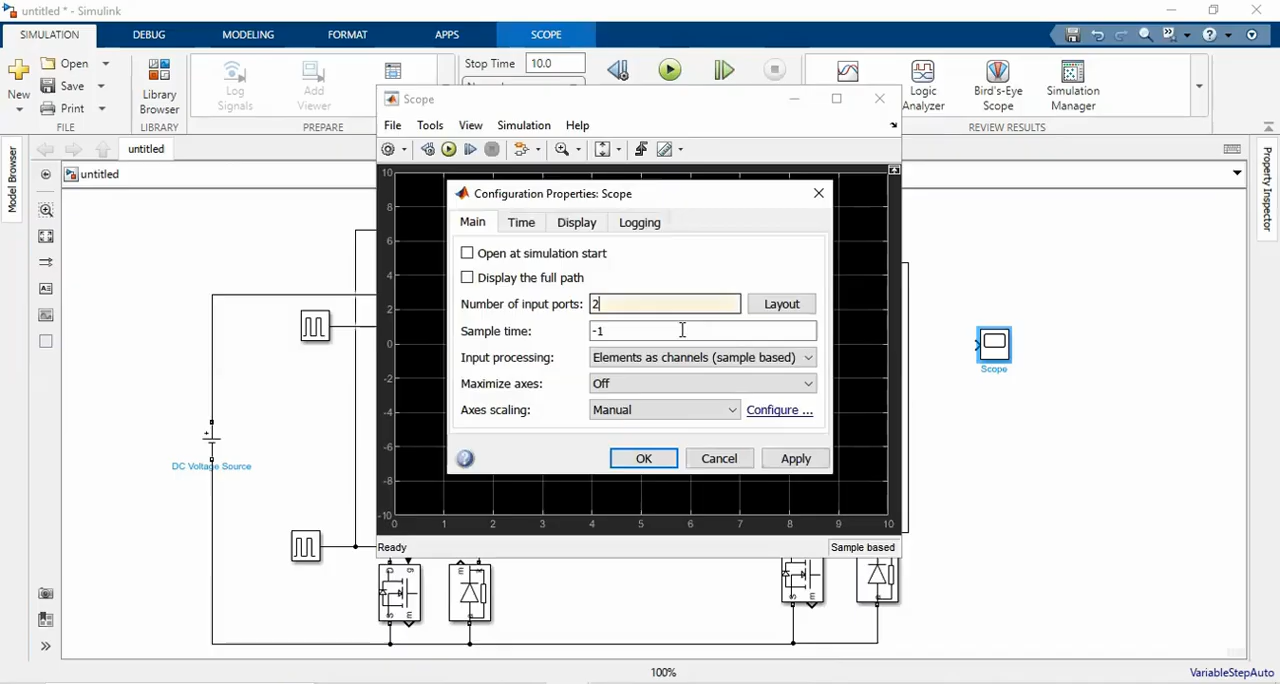 untitled * - Simulink
SIMULATION DEBUG MODELING FORMAT APPS SCOPE
New
Open
Save
Print
FILE
Library Browser
LIBRARY
Log Signals
Add Viewer
PREPARE
Stop Time 10.0
Logic Analyzer
Bird's-Eye Scope
Simulation Manager
REVIEW RESULTS
Model Browser
untitled
untitled
Property Inspector
DC Voltage Source
Scope
File Tools View Simulation Help
10
8
6
4
2
0
-2
-4
-6
-8
-10
0 1 2 3 4 5 6 7 8 9 10
Ready
Sample based
Configuration Properties: Scope
Main Time Display Logging
Open at simulation start
Display the full path
Number of input ports: 2 Layout
Sample time: -1
Input processing: Elements as channels (sample based)
Maximize axes: Off
Axes scaling: Manual Configure ...
OK Cancel Apply
Scope
100%
VariableStepAuto